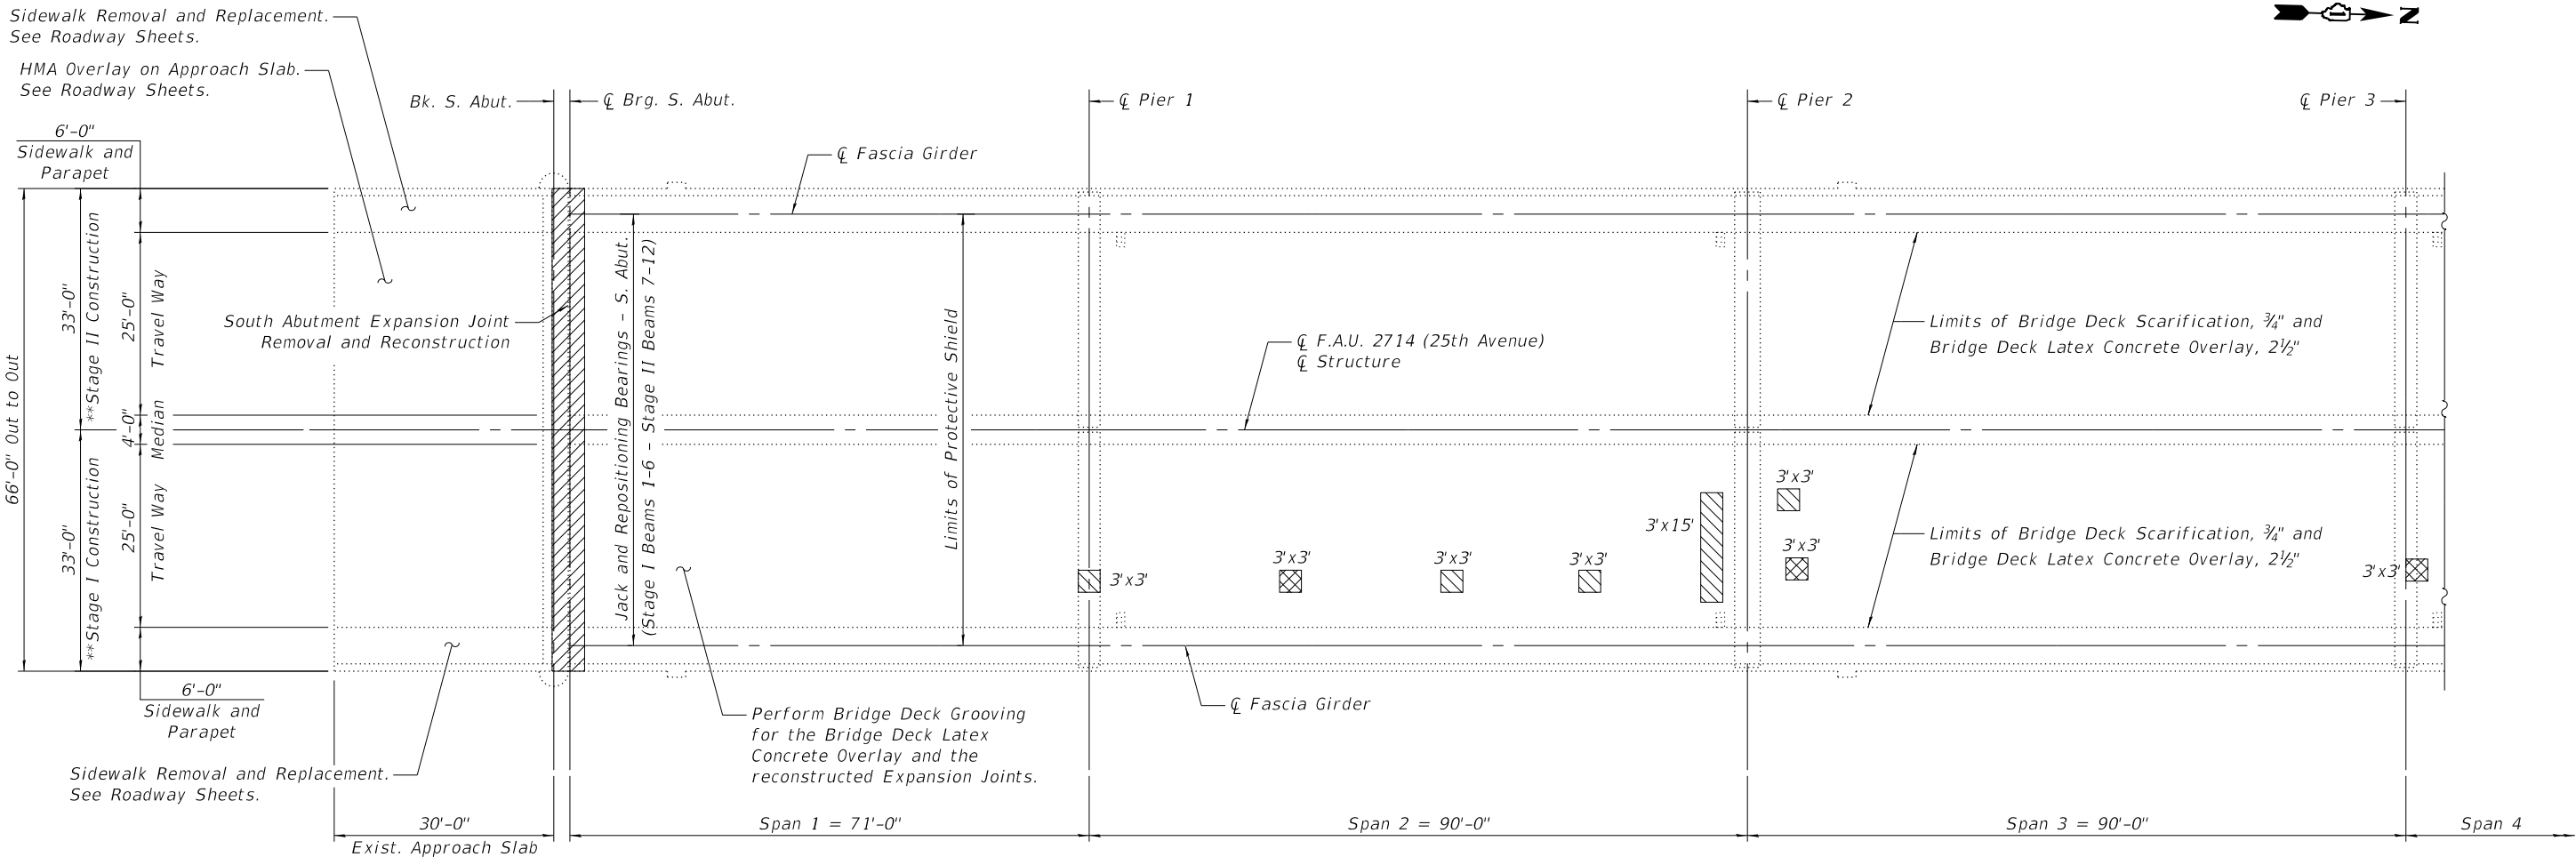 Sidewalk Removal and Replacement.
See Roadway Sheets.
HMA Overlay on Approach Slab.
See Roadway Sheets.
N
Bk. S. Abut.
℄ Brg. S. Abut.
℄ Pier 1
℄ Pier 2
℄ Pier 3
6'-0"
Sidewalk and
Parapet
℄ Fascia Girder
66'-0" Out to Out
33'-0"
**Stage II Construction
25'-0"
Travel Way
4'-0"
Median
33'-0"
**Stage I Construction
25'-0"
Travel Way
South Abutment Expansion Joint
Removal and Reconstruction
Jack and Repositioning Bearings - S. Abut.
(Stage I Beams 1-6 - Stage II Beams 7-12)
Limits of Protective Shield
℄ F.A.U. 2714 (25th Avenue)
℄ Structure
Limits of Bridge Deck Scarification, ¾" and
Bridge Deck Latex Concrete Overlay, 2½"
3'x3'
3'x15'
Limits of Bridge Deck Scarification, ¾" and
Bridge Deck Latex Concrete Overlay, 2½"
3'x3'
3'x3'
3'x3'
3'x3'
3'x3'
3'x3'
6'-0"
Sidewalk and
Parapet
℄ Fascia Girder
Perform Bridge Deck Grooving
for the Bridge Deck Latex
Concrete Overlay and the
reconstructed Expansion Joints.
Sidewalk Removal and Replacement.
See Roadway Sheets.
30'-0"
Exist. Approach Slab
Span 1 = 71'-0"
Span 2 = 90'-0"
Span 3 = 90'-0"
Span 4